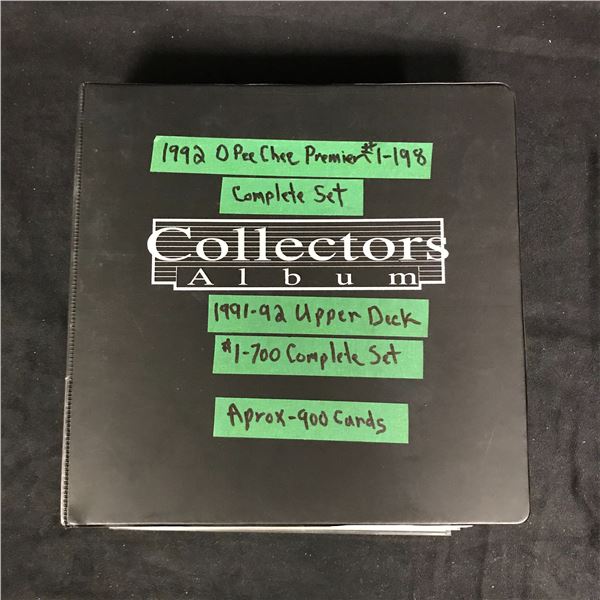 1992 O Pee Chee Premier #1-198
Complete Set
Collectors
Album
1991-92 Upper Deck
#1-700 Complete Set
Aprox-900 Cards